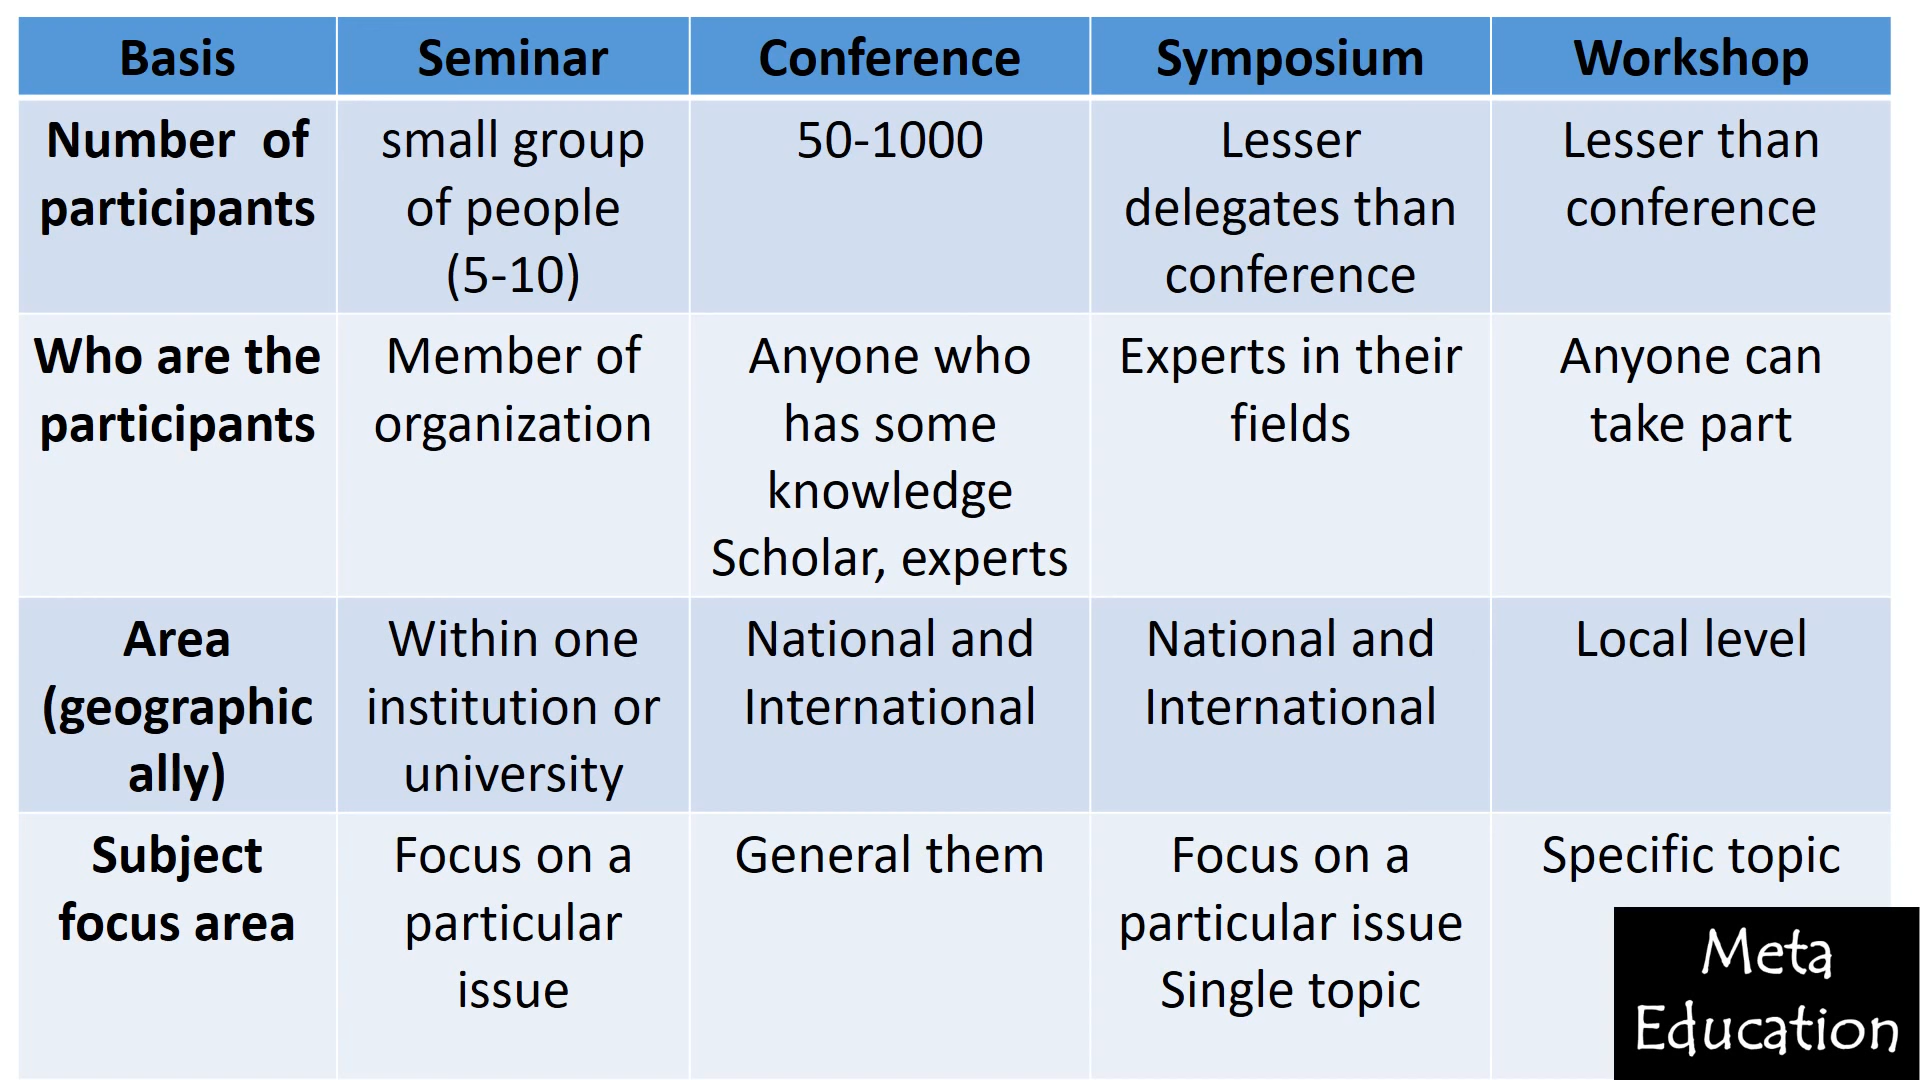 Basis Seminar Conference Symposium Workshop
Number of participants
small group of people (5-10)
50-1000
Lesser delegates than conference
Lesser than conference
Who are the participants
Member of organization
Anyone who has some knowledge
Scholar, experts
Experts in their fields
Anyone can take part
Area (geographic ally)
Within one institution or university
National and International
National and International
Local level
Subject focus area
Focus on a particular issue
General them
Focus on a particular issue
Single topic
Specific topic
Meta
Education